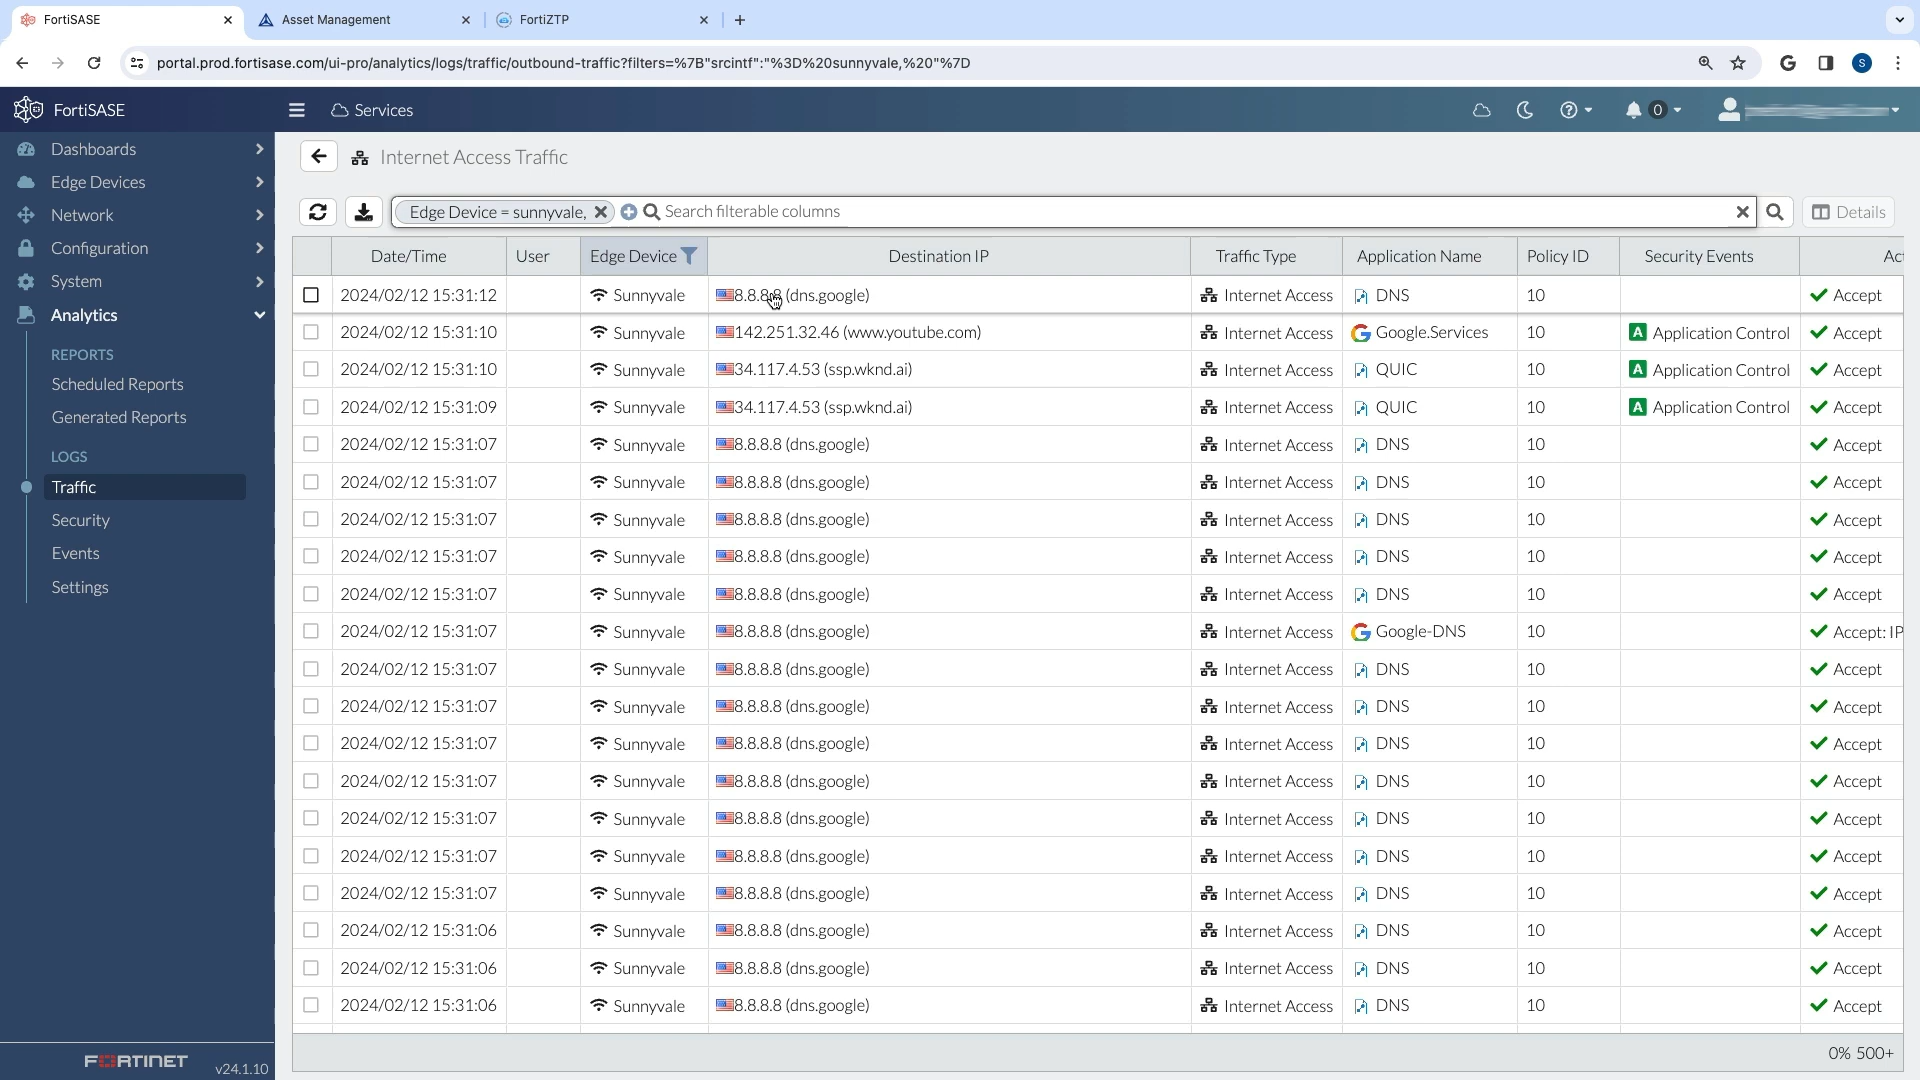 FortiSASE
Asset Management
FortiZTP
portal.prod.fortisase.com/ui-pro/analytics/logs/traffic/outbound-traffic?filters=%7B"srcintf":"%3D%20sunnyvale,%20"%7D
S
FortiSASE
Services
0
Dashboards
Edge Devices
Network
Configuration
System
Analytics
REPORTS
Scheduled Reports
Generated Reports
LOGS
Traffic
Security
Events
Settings
FORTINET
v24.1.10
Internet Access Traffic
Edge Device = sunnyvale, Search filterable columns
Details
Date/Time User Edge Device Destination IP Traffic Type Application Name Policy ID Security Events Act
2024/02/12 15:31:12 Sunnyvale 8.8.8.8 (dns.google) Internet Access DNS 10 Accept
2024/02/12 15:31:10 Sunnyvale 142.251.32.46 (www.youtube.com) Internet Access Google.Services 10 A Application Control Accept
2024/02/12 15:31:10 Sunnyvale 34.117.4.53 (ssp.wknd.ai) Internet Access QUIC 10 A Application Control Accept
2024/02/12 15:31:09 Sunnyvale 34.117.4.53 (ssp.wknd.ai) Internet Access QUIC 10 A Application Control Accept
2024/02/12 15:31:07 Sunnyvale 8.8.8.8 (dns.google) Internet Access DNS 10 Accept
2024/02/12 15:31:07 Sunnyvale 8.8.8.8 (dns.google) Internet Access DNS 10 Accept
2024/02/12 15:31:07 Sunnyvale 8.8.8.8 (dns.google) Internet Access DNS 10 Accept
2024/02/12 15:31:07 Sunnyvale 8.8.8.8 (dns.google) Internet Access DNS 10 Accept
2024/02/12 15:31:07 Sunnyvale 8.8.8.8 (dns.google) Internet Access DNS 10 Accept
2024/02/12 15:31:07 Sunnyvale 8.8.8.8 (dns.google) Internet Access Google-DNS 10 Accept: IP
2024/02/12 15:31:07 Sunnyvale 8.8.8.8 (dns.google) Internet Access DNS 10 Accept
2024/02/12 15:31:07 Sunnyvale 8.8.8.8 (dns.google) Internet Access DNS 10 Accept
2024/02/12 15:31:07 Sunnyvale 8.8.8.8 (dns.google) Internet Access DNS 10 Accept
2024/02/12 15:31:07 Sunnyvale 8.8.8.8 (dns.google) Internet Access DNS 10 Accept
2024/02/12 15:31:07 Sunnyvale 8.8.8.8 (dns.google) Internet Access DNS 10 Accept
2024/02/12 15:31:07 Sunnyvale 8.8.8.8 (dns.google) Internet Access DNS 10 Accept
2024/02/12 15:31:07 Sunnyvale 8.8.8.8 (dns.google) Internet Access DNS 10 Accept
2024/02/12 15:31:06 Sunnyvale 8.8.8.8 (dns.google) Internet Access DNS 10 Accept
2024/02/12 15:31:06 Sunnyvale 8.8.8.8 (dns.google) Internet Access DNS 10 Accept
2024/02/12 15:31:06 Sunnyvale 8.8.8.8 (dns.google) Internet Access DNS 10 Accept
0% 500+